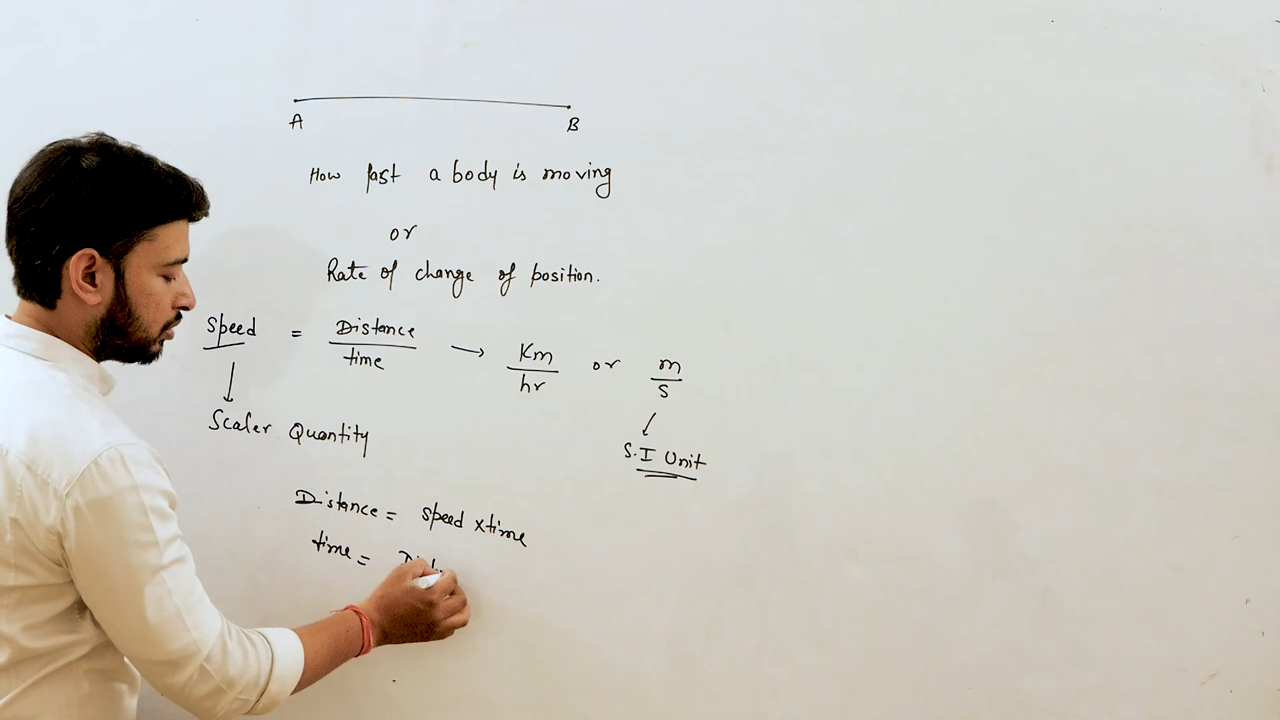 A B
How fast a body is moving
or
Rate of change of position.
Speed = Distance / time → Km / hr or m / s
Scaler Quantity
S.I Unit
Distance = speed x time
time =